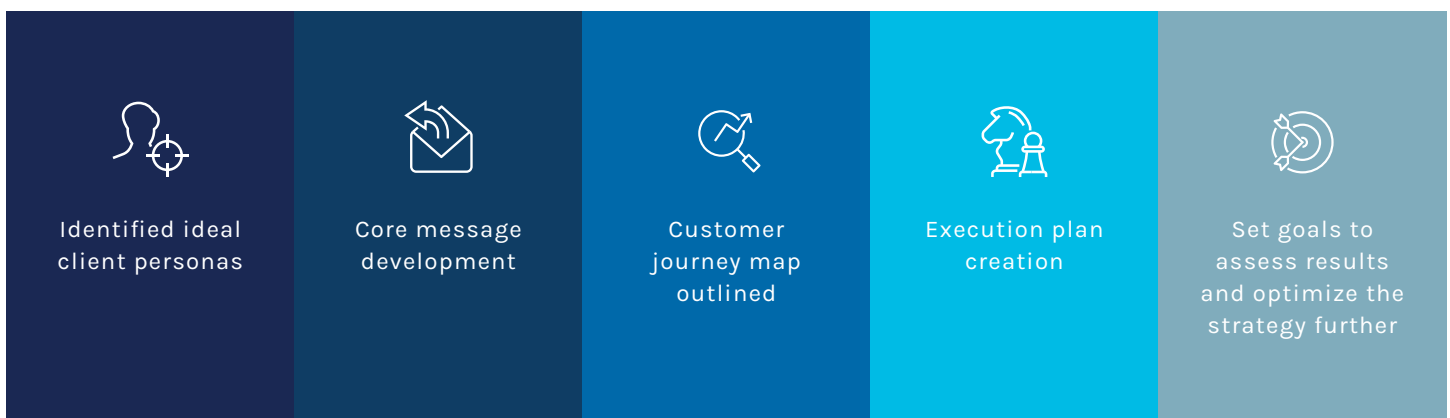 Identified ideal
client personas
Core message
development
Customer
journey map
outlined
Execution plan
creation
Set goals to
assess results
and optimize the
strategy further